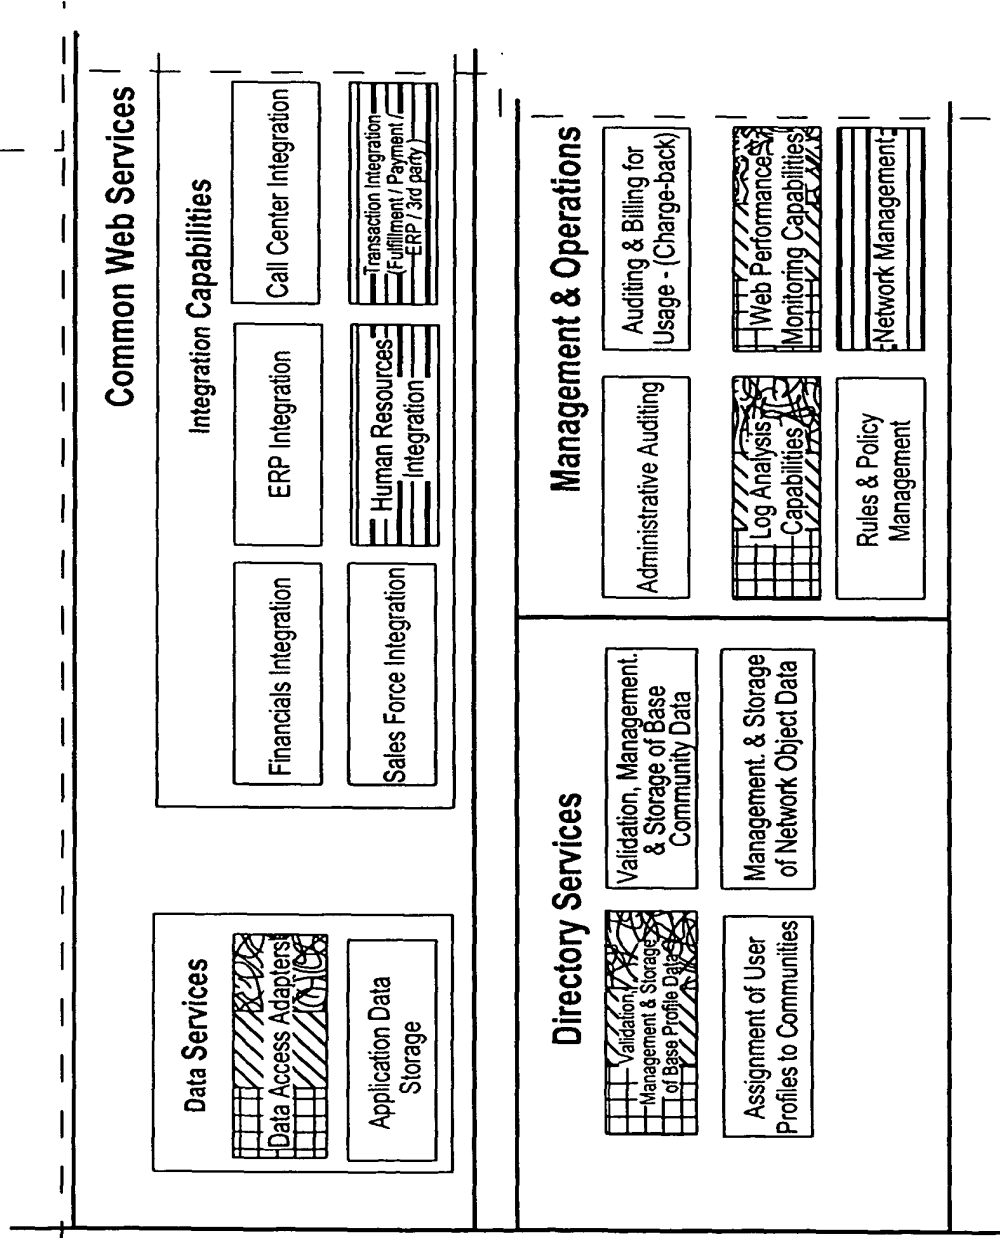 Common Web Services
Data Services
Data Access Adapters
Application Data
Storage
Integration Capabilities
Financials Integration
ERP Integration
Call Center Integration
Sales Force Integration
Human Resources
Integration
Transaction Integration
(Fulfillment / Payment /
ERP / 3rd party )
Directory Services
Validation,
Management & Storage
of Base Profile Data
Validation, Management.
& Storage of Base
Community Data
Assignment of User
Profiles to Communities
Management. & Storage
of Network Object Data
Management & Operations
Administrative Auditing
Auditing & Billing for
Usage - (Charge-back)
Log Analysis
Capabilities
Web Performance
Monitoring Capabilities
Rules & Policy
Management
Network Management